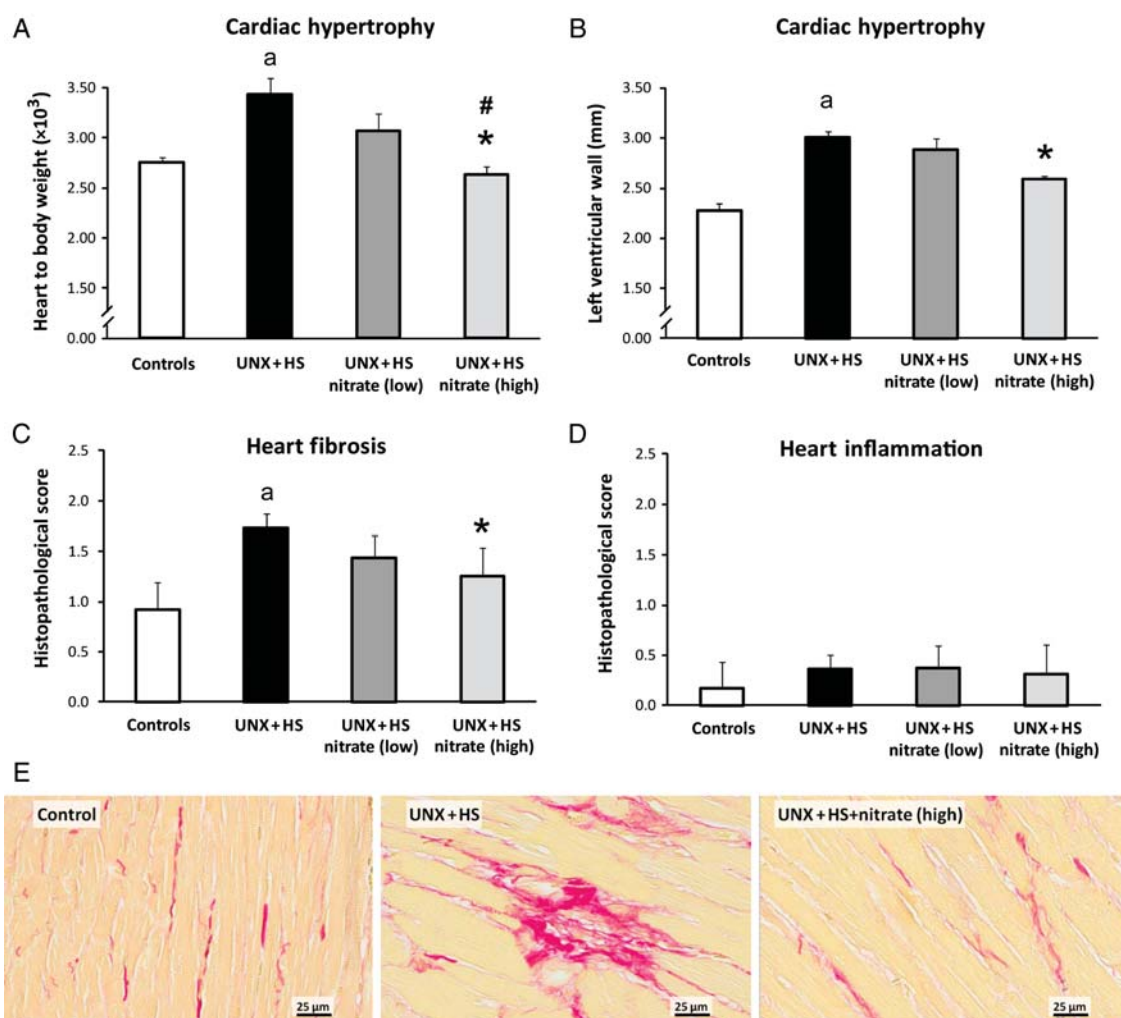 A
Cardiac hypertrophy
Heart to body weight (×10³)
3.50
3.00
2.50
2.00
1.50
0.00
a
#
*
Controls
UNX+HS
UNX+HS
nitrate (low)
UNX+HS
nitrate (high)
B
Cardiac hypertrophy
Left ventricular wall (mm)
3.50
3.00
2.50
2.00
1.50
0.00
a
*
Controls
UNX+HS
UNX+HS
nitrate (low)
UNX+HS
nitrate (high)
C
Heart fibrosis
Histopathological score
2.5
2.0
1.5
1.0
0.5
0.0
a
*
Controls
UNX+HS
UNX+HS
nitrate (low)
UNX+HS
nitrate (high)
D
Heart inflammation
Histopathological score
2.5
2.0
1.5
1.0
0.5
0.0
Controls
UNX+HS
UNX+HS
nitrate (low)
UNX+HS
nitrate (high)
E
Control
25 µm
UNX+HS
25 µm
UNX+HS+nitrate (high)
25 µm